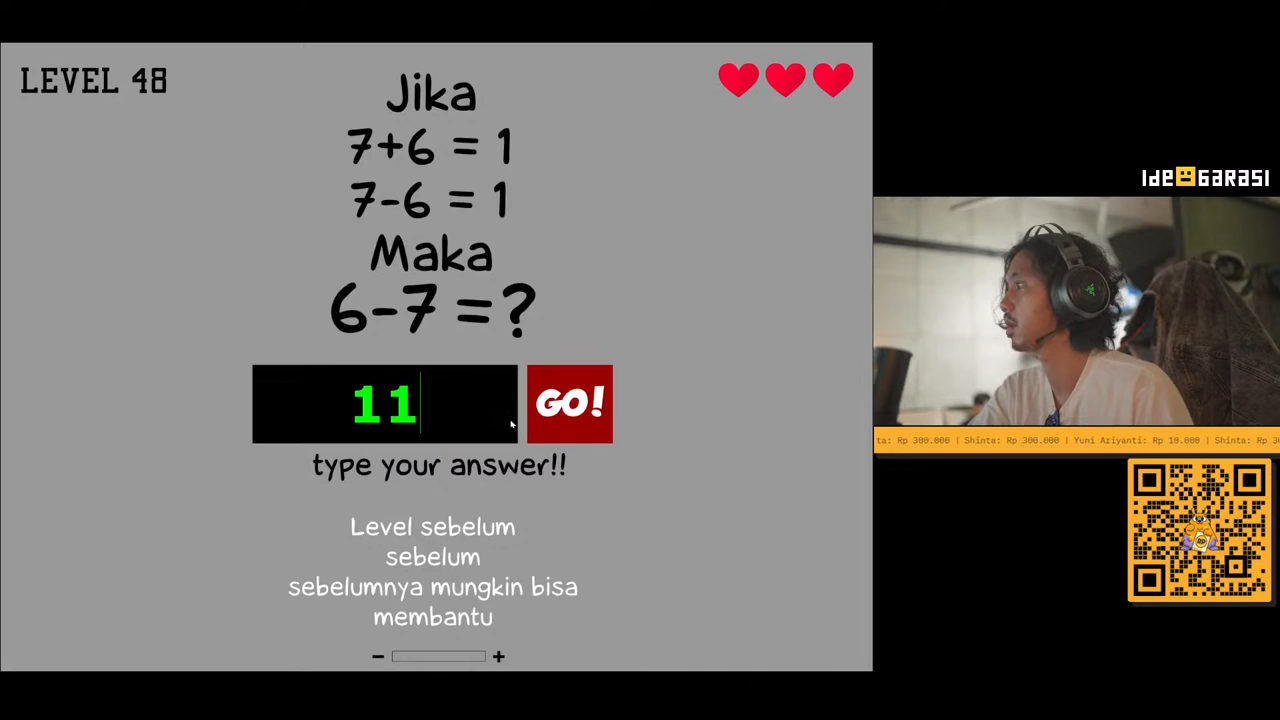 LEVEL 48
Jika
7+6 = 1
7-6 = 1
Maka
6-7 = ?
11
GO!
type your answer!!
Level sebelum
sebelum
sebelumnya mungkin bisa
membantu
- +
IDE GARASI
ta: Rp 300.000 | Shinta: Rp 300.000 | Yuni Ariyanti: Rp 10.000 | Shinta: Rp 3
RP